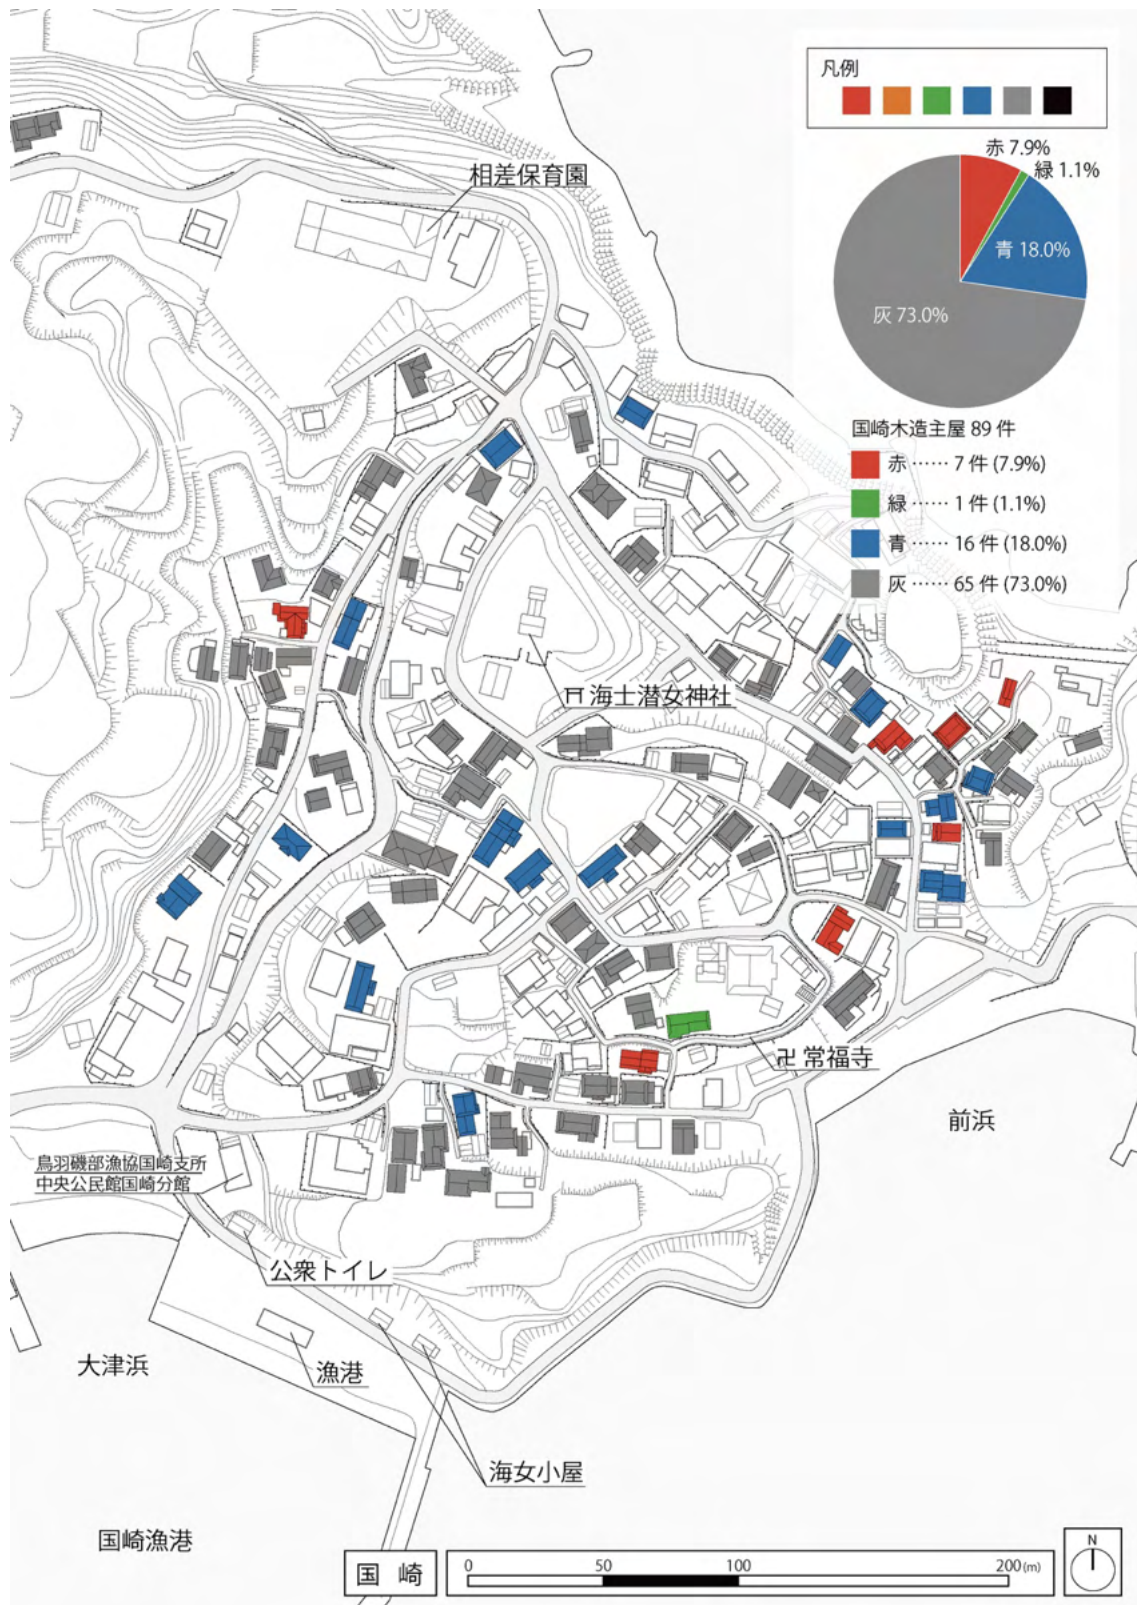 凡例
赤 7.9%
緑 1.1%
青 18.0%
灰 73.0%
国崎木造主屋 89 件
赤 ‥‥‥ 7 件 (7.9%)
緑 ‥‥‥ 1 件 (1.1%)
青 ‥‥‥ 16 件 (18.0%)
灰 ‥‥‥ 65 件 (73.0%)
相差保育園
海士潜女神社
卍 常福寺
前浜
鳥羽磯部漁協国崎支所
中央公民館国崎分館
公衆トイレ
大津浜
漁港
海女小屋
国崎漁港
国 崎
0 50 100 200 (m)
N